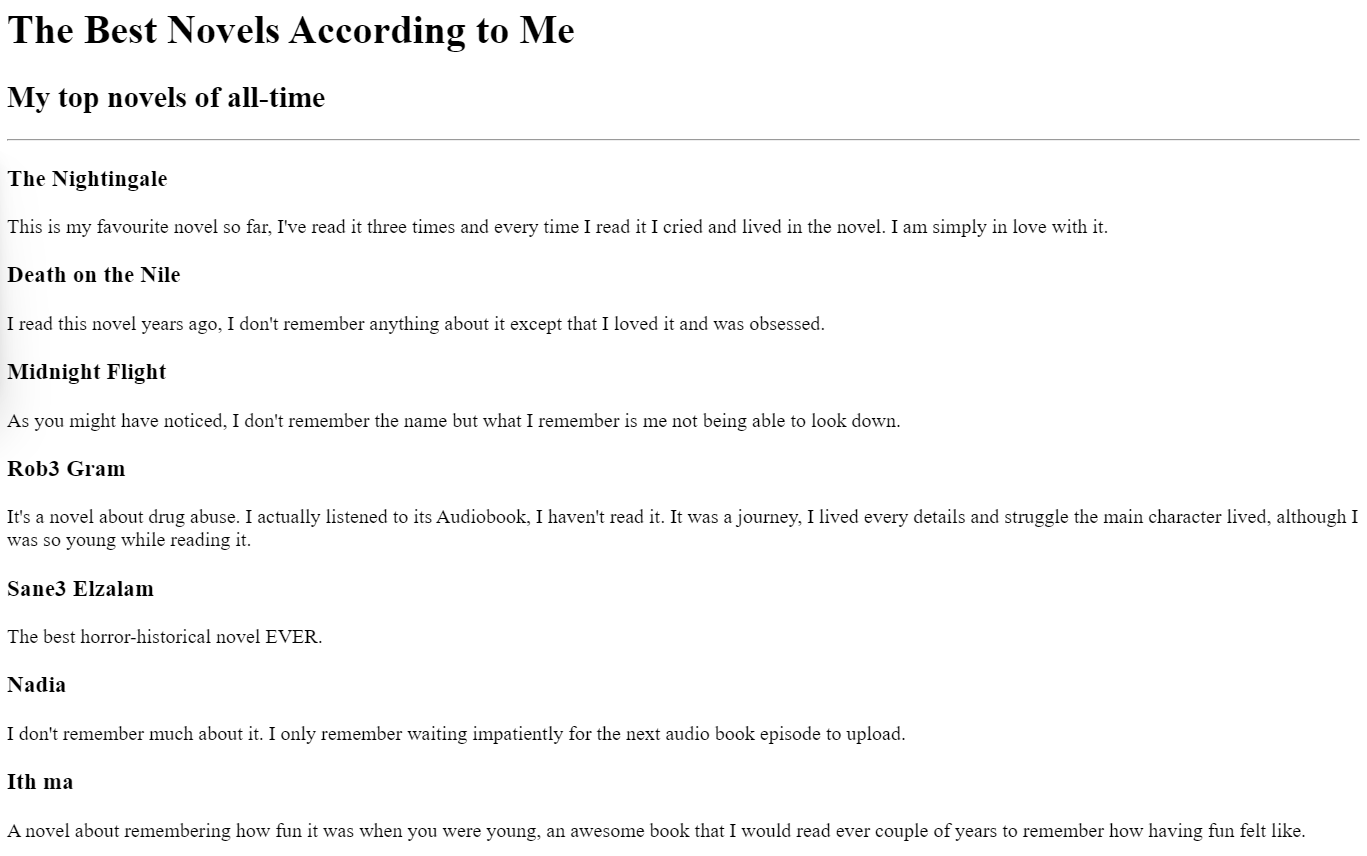 The Best Novels According to Me
My top novels of all-time
The Nightingale
This is my favourite novel so far, I've read it three times and every time I read it I cried and lived in the novel. I am simply in love with it.
Death on the Nile
I read this novel years ago, I don't remember anything about it except that I loved it and was obsessed.
Midnight Flight
As you might have noticed, I don't remember the name but what I remember is me not being able to look down.
Rob3 Gram
It's a novel about drug abuse. I actually listened to its Audiobook, I haven't read it. It was a journey, I lived every details and struggle the main character lived, although I
was so young while reading it.
Sane3 Elzalam
The best horror-historical novel EVER.
Nadia
I don't remember much about it. I only remember waiting impatiently for the next audio book episode to upload.
Ith ma
A novel about remembering how fun it was when you were young, an awesome book that I would read ever couple of years to remember how having fun felt like.